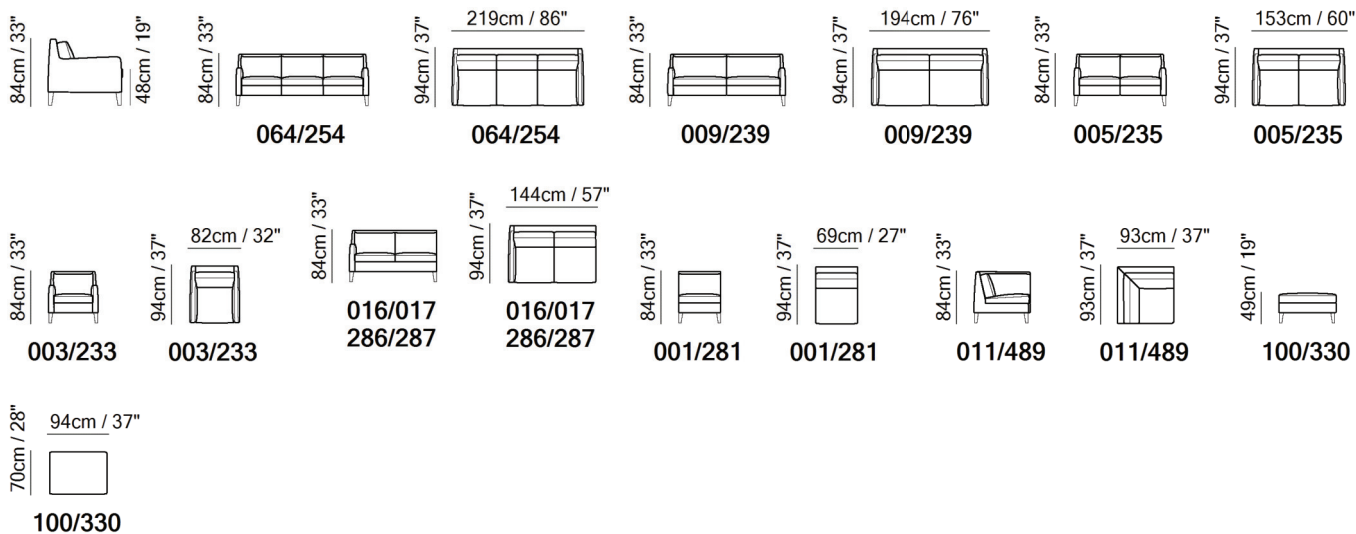 84cm / 33"
48cm / 19"
84cm / 33"
064/254
94cm / 37"
219cm / 86"
064/254
84cm / 33"
009/239
94cm / 37"
194cm / 76"
009/239
84cm / 33"
005/235
94cm / 37"
153cm / 60"
005/235
84cm / 33"
003/233
94cm / 37"
82cm / 32"
003/233
84cm / 33"
016/017
286/287
94cm / 37"
144cm / 57"
016/017
286/287
84cm / 33"
001/281
94cm / 37"
69cm / 27"
001/281
84cm / 33"
011/489
93cm / 37"
93cm / 37"
011/489
49cm / 19"
100/330
70cm / 28"
94cm / 37"
100/330